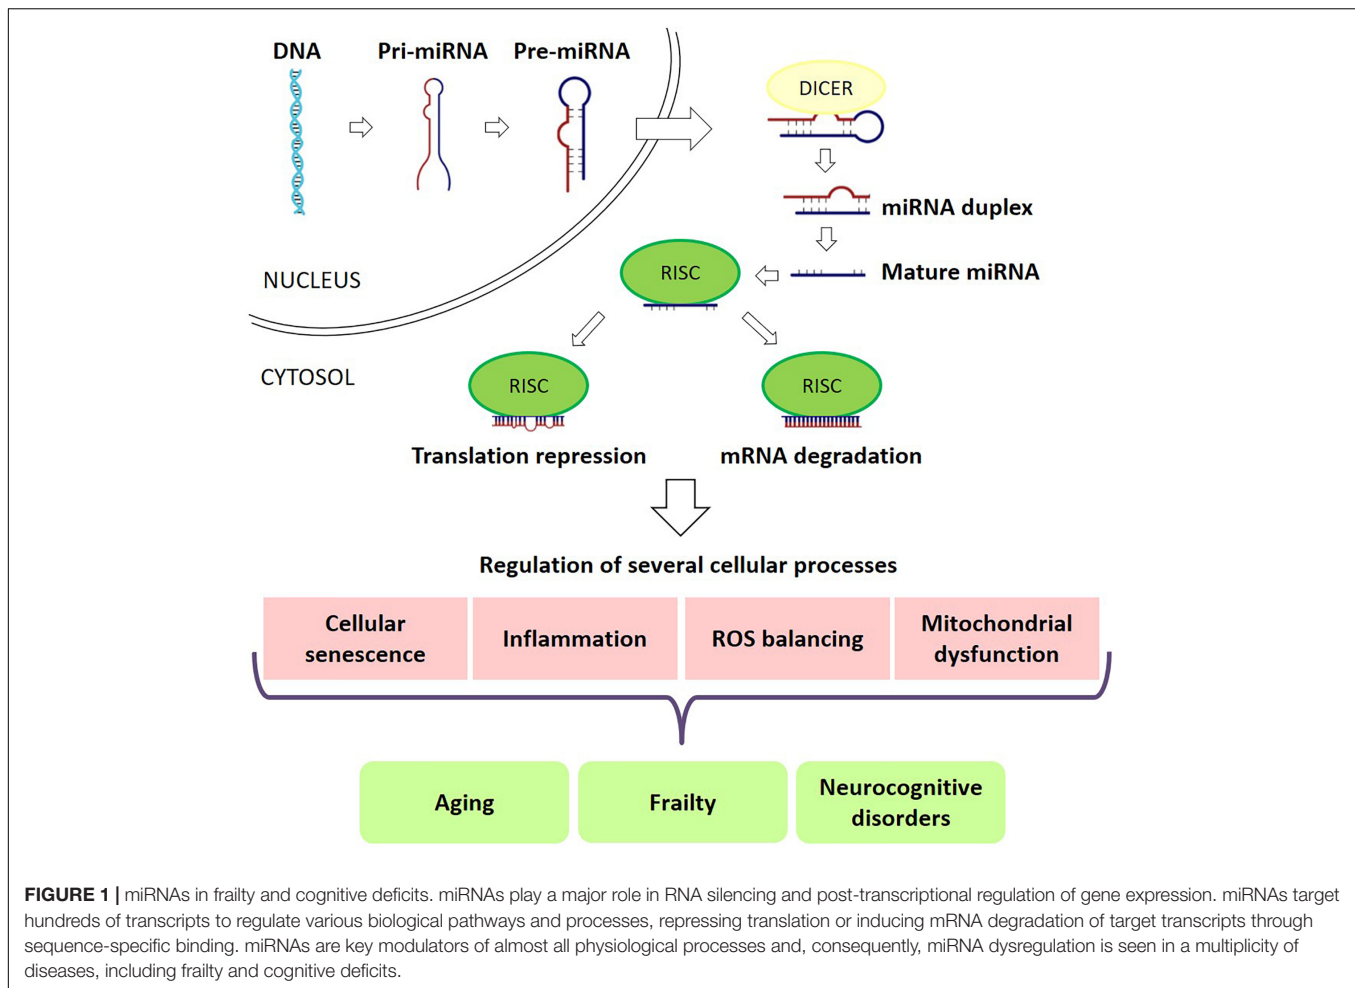 DNA
Pri-miRNA
Pre-miRNA
DICER
miRNA duplex
Mature miRNA
RISC
NUCLEUS
CYTOSOL
RISC
RISC
Translation repression
mRNA degradation
Regulation of several cellular processes
Cellular
senescence
Inflammation
ROS balancing
Mitochondrial
dysfunction
Aging
Frailty
Neurocognitive
disorders
FIGURE 1 | miRNAs in frailty and cognitive deficits. miRNAs play a major role in RNA silencing and post-transcriptional regulation of gene expression. miRNAs target
hundreds of transcripts to regulate various biological pathways and processes, repressing translation or inducing mRNA degradation of target transcripts through
sequence-specific binding. miRNAs are key modulators of almost all physiological processes and, consequently, miRNA dysregulation is seen in a multiplicity of
diseases, including frailty and cognitive deficits.